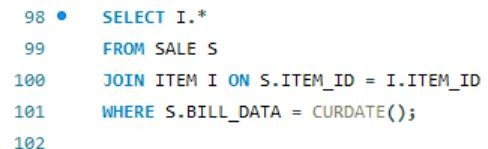 98 SELECT I.*
99 FROM SALE S
100 JOIN ITEM I ON S.ITEM_ID = I.ITEM_ID
101 WHERE S.BILL_DATA = CURDATE();
102